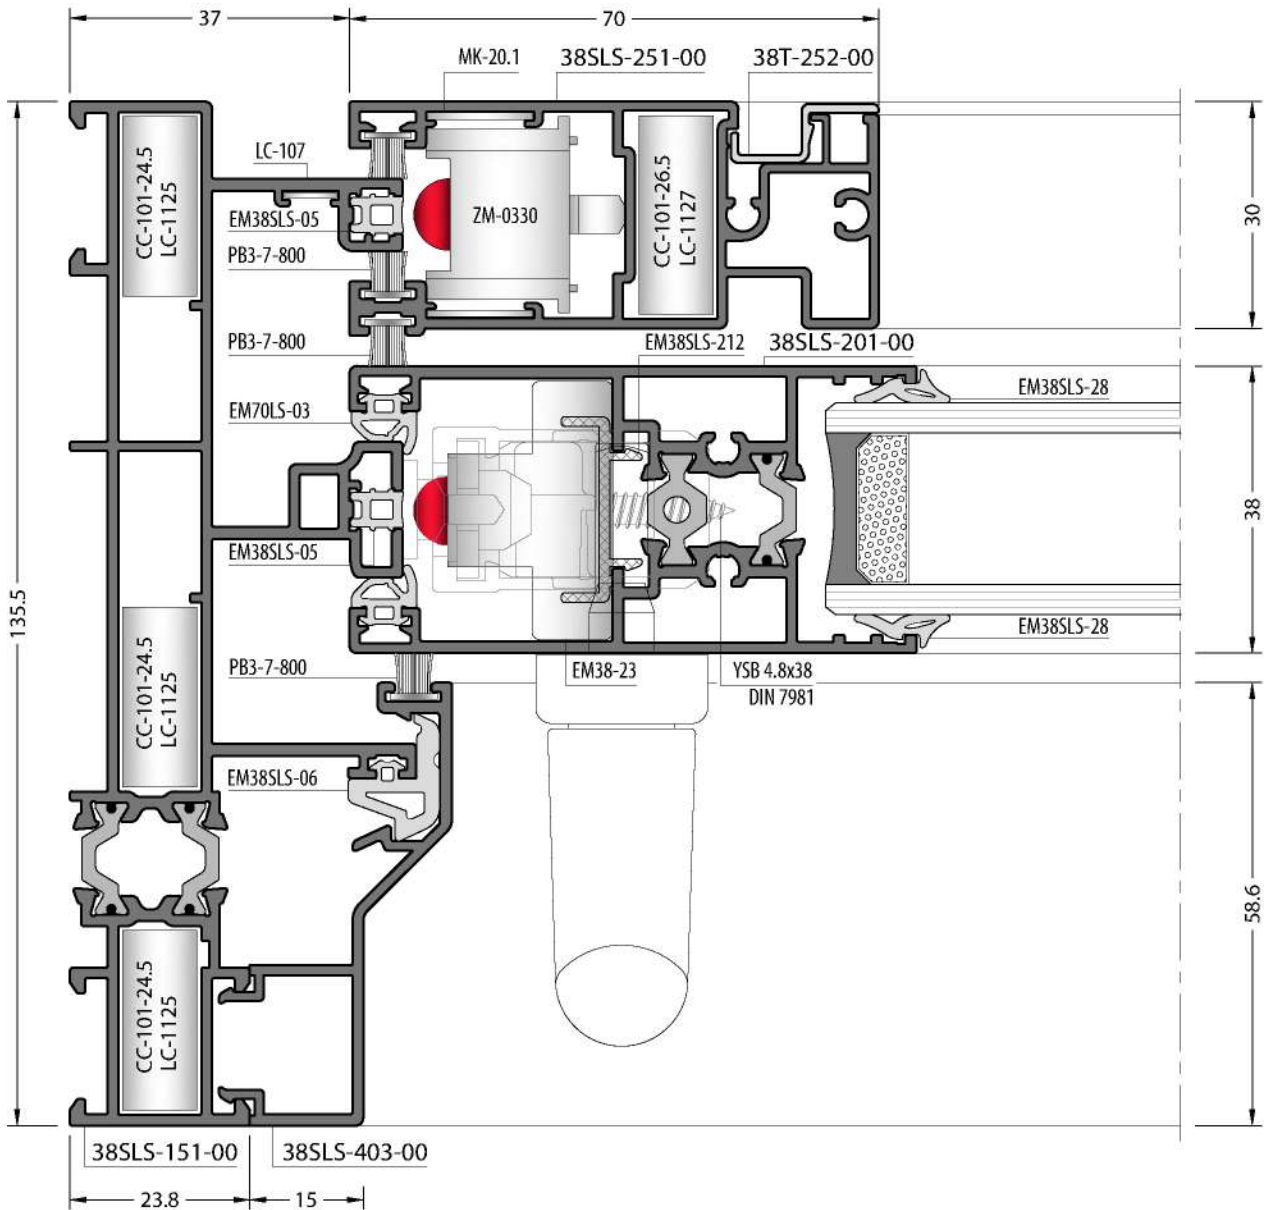 37
70
MK-20.1
38SLS-251-00
38T-252-00
CC-101-24.5
LC-1125
LC-107
EM38SLS-05
PB3-7-800
ZM-0330
CC-101-26.5
LC-1127
30
PB3-7-800
EM38SLS-212
38SLS-201-00
EM38SLS-28
EM70LS-03
38
EM38SLS-05
135.5
CC-101-24.5
LC-1125
EM38SLS-28
PB3-7-800
EM38-23
YSB 4.8x38
DIN 7981
EM38SLS-06
58.6
CC-101-24.5
LC-1125
38SLS-151-00
38SLS-403-00
23.8
15